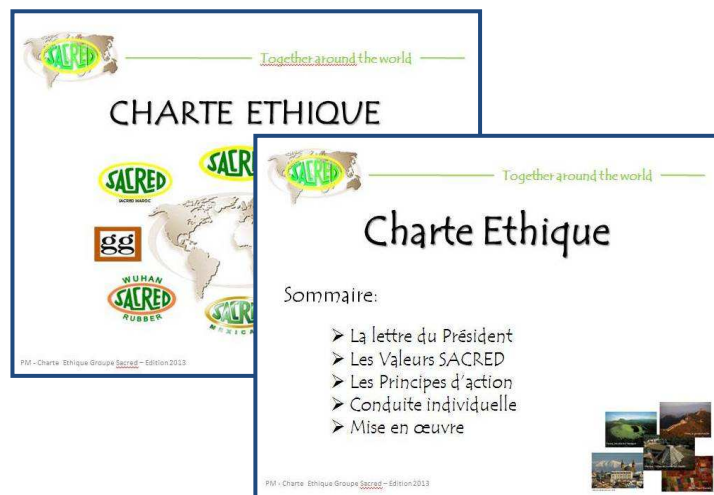 SACRED
Together around the world
CHARTE ETHIQUE
SACRED
SACRED MAROC
SACRED
gg
WUHAN
SACRED
RUBBER
SACRED
MEXICA
PM - Charte Ethique Groupe Sacred – Edition 2013
SACRED
Together around the world
Charte Ethique
Sommaire:
➢ La lettre du Président
➢ Les Valeurs SACRED
➢ Les Principes d'action
➢ Conduite individuelle
➢ Mise en œuvre
PM - Charte Ethique Groupe Sacred – Edition 2013